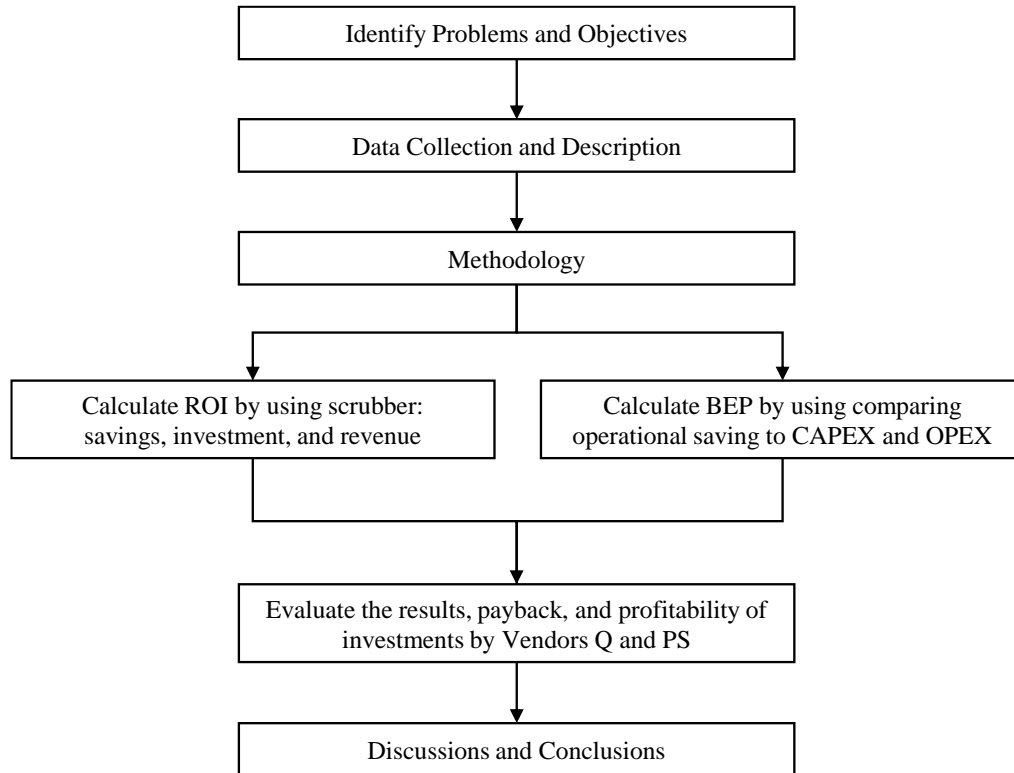 Identify Problems and Objectives
Data Collection and Description
Methodology
Calculate ROI by using scrubber:
savings, investment, and revenue
Calculate BEP by using comparing
operational saving to CAPEX and OPEX
Evaluate the results, payback, and profitability of
investments by Vendors Q and PS
Discussions and Conclusions